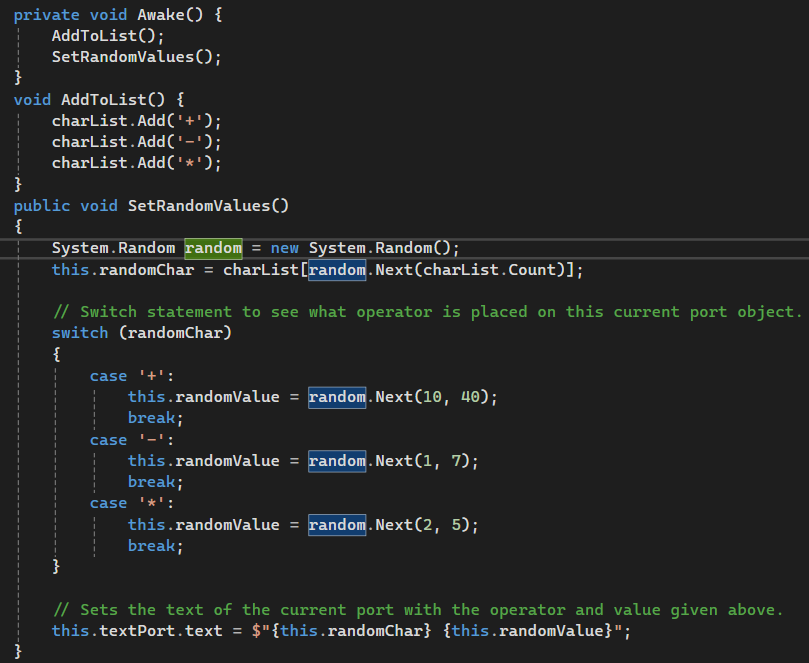 private void Awake() {
    AddToList();
    SetRandomValues();
}
void AddToList() {
    charList.Add('+');
    charList.Add('-');
    charList.Add('*');
}
public void SetRandomValues()
{
    System.Random random = new System.Random();
    this.randomChar = charList[random.Next(charList.Count)];

    // Switch statement to see what operator is placed on this current port object.
    switch (randomChar)
    {
        case '+':
            this.randomValue = random.Next(10, 40);
            break;
        case '-':
            this.randomValue = random.Next(1, 7);
            break;
        case '*':
            this.randomValue = random.Next(2, 5);
            break;
    }

    // Sets the text of the current port with the operator and value given above.
    this.textPort.text = $"{this.randomChar} {this.randomValue}";
}